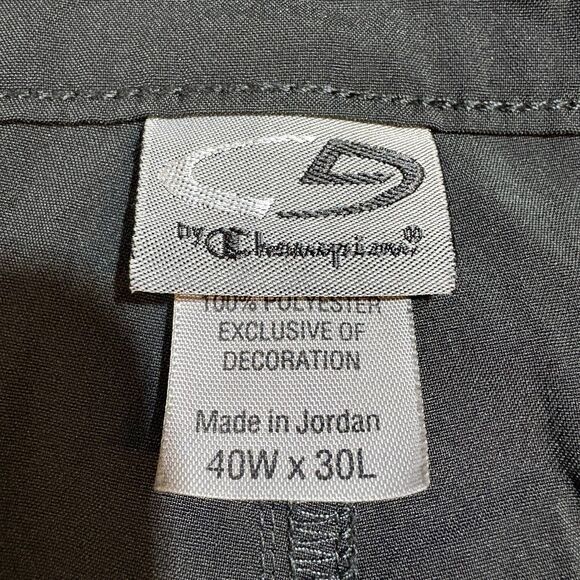 by Champion®
100% POLYESTER
EXCLUSIVE OF
DECORATION
Made in Jordan
40W x 30L